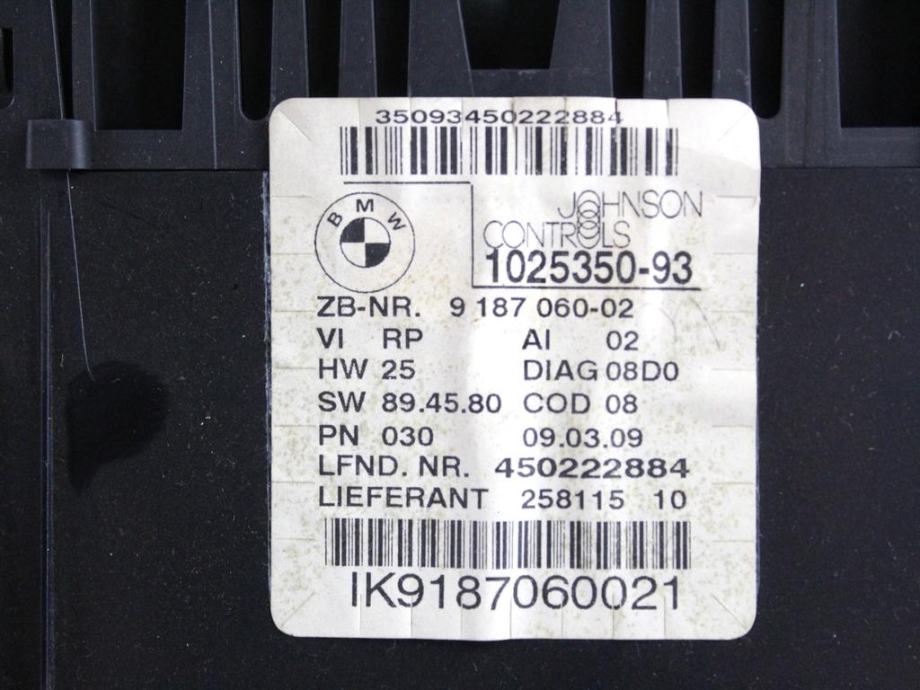 35093450222884
BMW
JOHNSON
CONTROLS
1025350-93
ZB-NR. 9 187 060-02
VI RP AI 02
HW 25 DIAG 08D0
SW 89.45.80 COD 08
PN 030 09.03.09
LFND. NR. 450222884
LIEFERANT 258115 10
IK9187060021